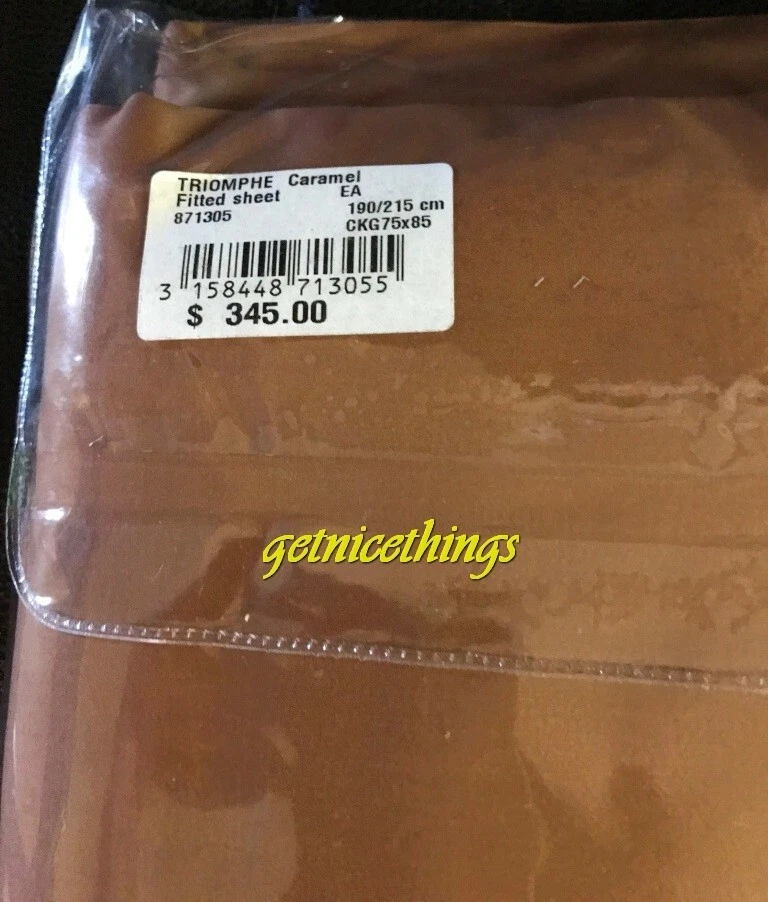 TRIOMPHE Caramel
Fitted sheet EA
871305 190/215 cm
CKG75x85
3 158448 713055
$ 345.00
getnicethings